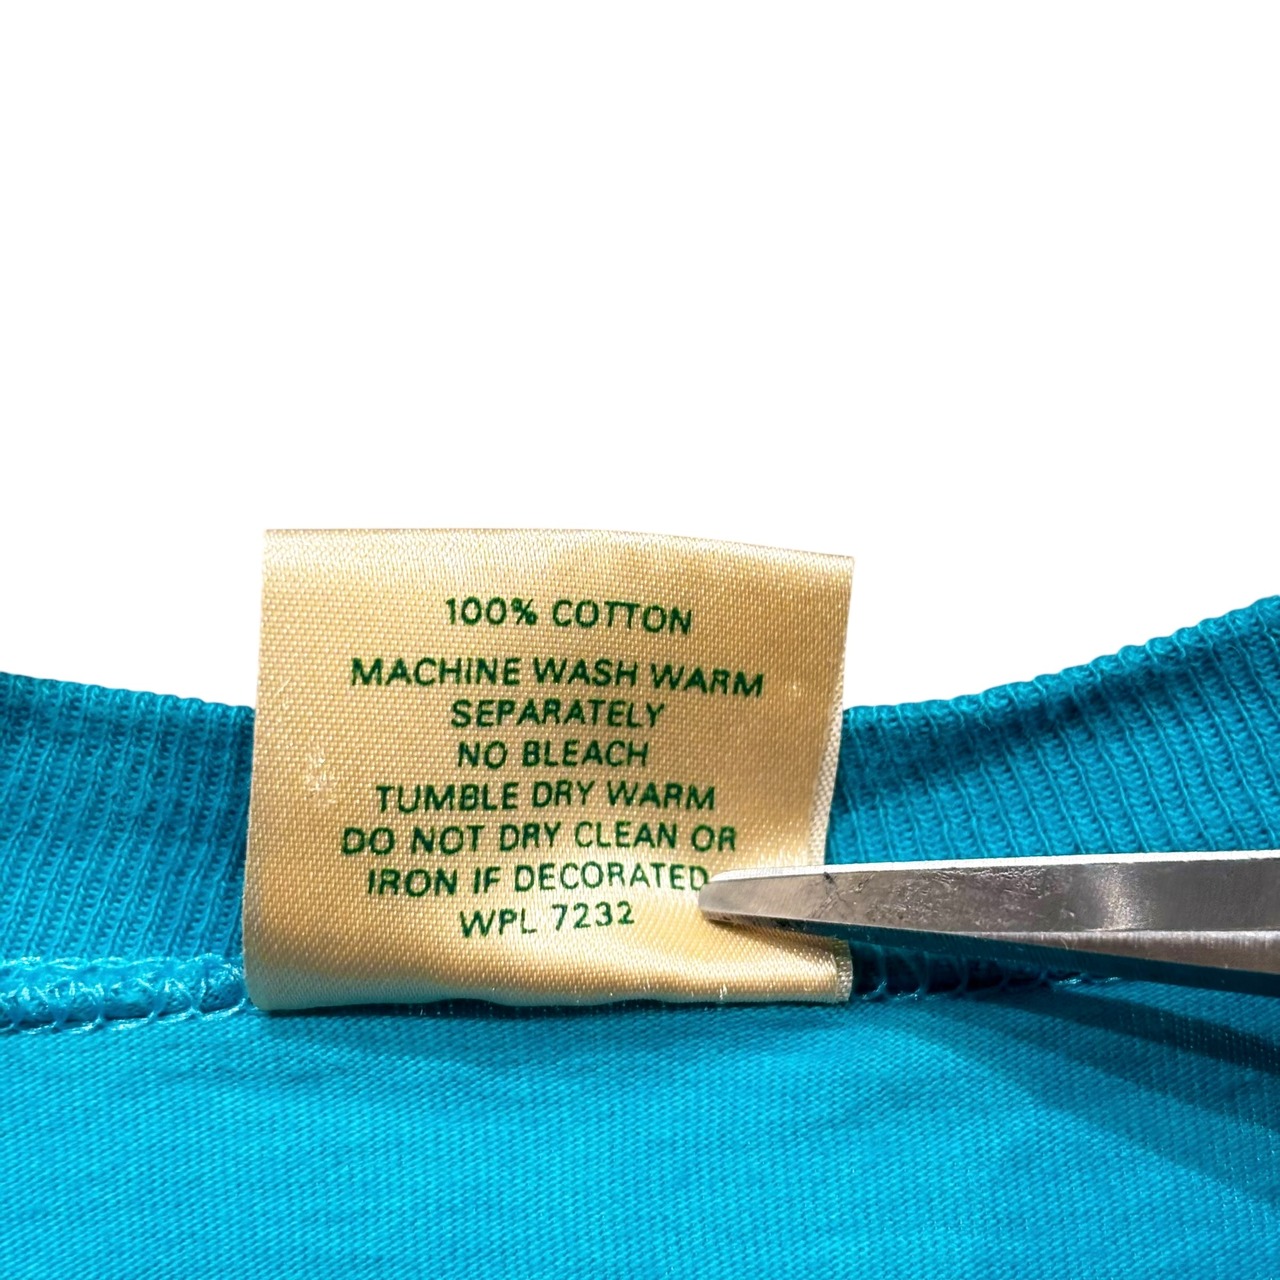 100% COTTON
MACHINE WASH WARM
SEPARATELY
NO BLEACH
TUMBLE DRY WARM
DO NOT DRY CLEAN OR
IRON IF DECORATED
WPL 7232